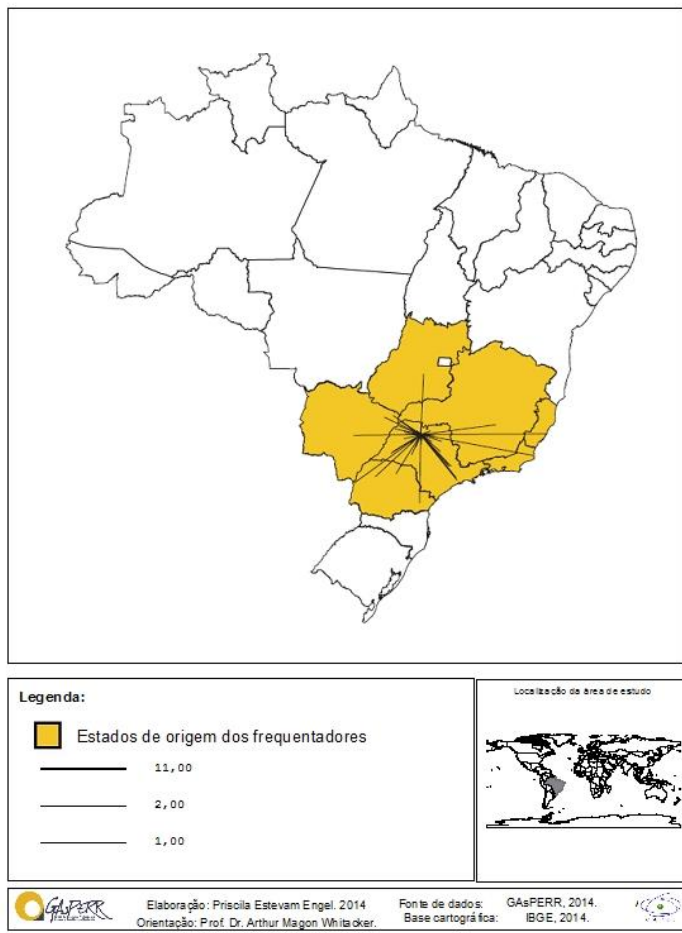 Legenda:
Estados de origem dos frequentadores
11,00
2,00
1,00
Localização da área de estudo
GAsPERR
Elaboração: Priscila Estevam Engel. 2014
Orientação: Prof. Dr. Arthur Magon Whitacker.
Fonte de dados: GAsPERR, 2014.
Base cartográfica: IBGE, 2014.